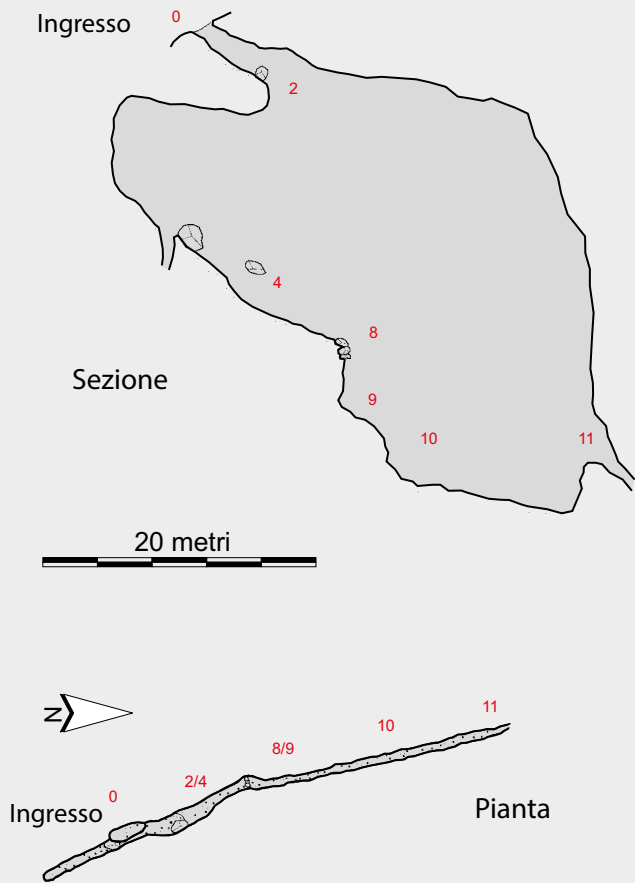 Ingresso 0
2
4
8
Sezione
9
10 11
20 metri
N
11
10
8/9
2/4
0
Ingresso
Pianta